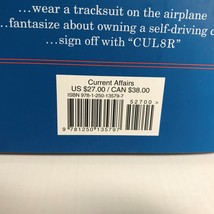 ...wear a tracksuit on the airplane
...fantasize about owning a self-driving c
...sign off with "CUL8R"
Current Affairs
US $27.00 / CAN $38.00
ISBN 978-1-250-13579-7
52700>
9 781250 135797